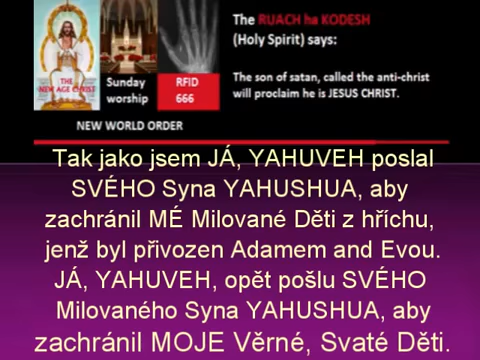 The RUACH ha KODESH
(Holy Spirit) says:
The son of satan, called the anti-christ
will proclaim he is JESUS CHRIST.
THE
NEW AGE CHRIST
Sunday
worship
RFID
666
NEW WORLD ORDER
Tak jako jsem JÁ, YAHUVEH poslal
SVÉHO Syna YAHUSHUA, aby
zachránil MÉ Milované Děti z hříchu,
jenž byl přivozen Adamem and Evou.
JÁ, YAHUVEH, opět pošlu SVÉHO
Milovaného Syna YAHUSHUA, aby
zachránil MOJE Věrné, Svaté Děti.